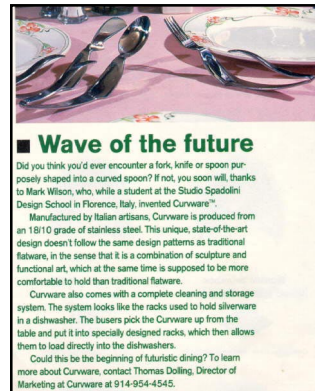 ■ Wave of the future
Did you think you'd ever encounter a fork, knife or spoon pur-
posely shaped into a curved spoon? If not, you soon will, thanks
to Mark Wilson, who, while a student at the Studio Spadolini
Design School in Florence, Italy, invented Curvware™.
Manufactured by Italian artisans, Curvware is produced from
an 18/10 grade of stainless steel. This unique, state-of-the-art
design doesn't follow the same design patterns as traditional
flatware, in the sense that it is a combination of sculpture and
functional art, which at the same time is supposed to be more
comfortable to hold than traditional flatware.
Curvware also comes with a complete cleaning and storage
system. The system looks like the racks used to hold silverware
in a dishwasher. The busers pick the Curvware up from the
table and put it into specially designed racks, which then allows
them to load directly into the dishwashers.
Could this be the beginning of futuristic dining? To learn
more about Curvware, contact Thomas Dolling, Director of
Marketing at Curvware at 914-954-4545.